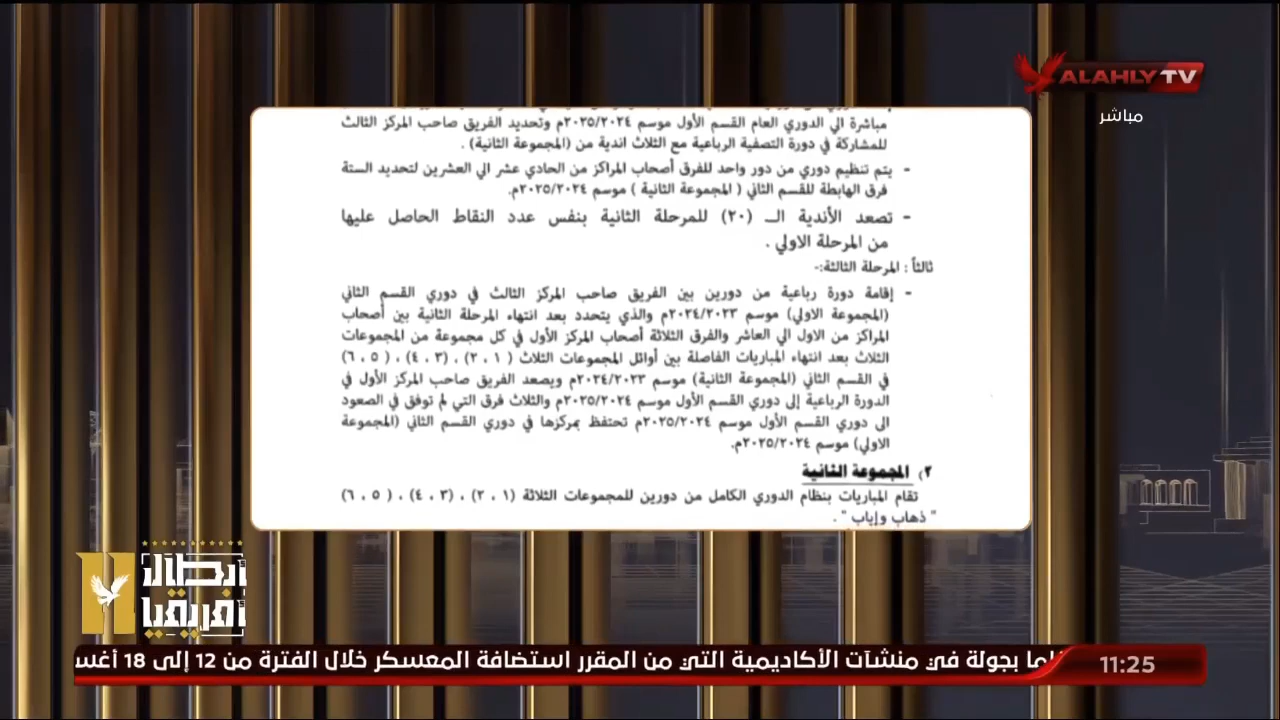 ALAHLY TV
مباشر
مباشرة الي الدوري العام القسم الأول موسم ٢٠٢٥/٢٠٢٤م وتحديد الفريق صاحب المركز الثالث
للمشاركة في دورة التصفية الرباعية مع الثلاث اندية من (المجموعة الثانية) .
- يتم تنظيم دوري من دور واحد للفرق أصحاب المراكز من الحادي عشر الي العشرين لتحديد الستة
فرق الهابطة للقسم الثاني ( المجموعة الثانية ) موسم ٢٠٢٥/٢٠٢٤م.
- تصعد الأندية الـ (٢٠) للمرحلة الثانية بنفس عدد النقاط الحاصل عليها
من المرحلة الاولي .
ثالثاً : المرحلة الثالثة:-
- إقامة دورة رباعية من دورين بين الفريق صاحب المركز الثالث في دوري القسم الثاني
(المجموعة الاولي) موسم ٢٠٢٤/٢٠٢٣م والذي يتحدد بعد انتهاء المرحلة الثانية بين أصحاب
المراكز من الاول الي العاشر والفرق الثلاثة أصحاب المركز الأول في كل مجموعة من المجموعات
الثلاث بعد انتهاء المباريات الفاصلة بين أوائل المجموعات الثلاث ( ١ ، ٢) ، (٣ ، ٤) ، (٥ ، ٦)
في القسم الثاني (المجموعة الثانية) موسم ٢٠٢٤/٢٠٢٣م ويصعد الفريق صاحب المركز الأول في
الدورة الرباعية إلى دوري القسم الأول موسم ٢٠٢٥/٢٠٢٤م والثلاث فرق التي لم توفق في الصعود
الى دوري القسم الأول موسم ٢٠٢٥/٢٠٢٤م تحتفظ بمركزها في دوري القسم الثاني (المجموعة
الاولي) موسم ٢٠٢٥/٢٠٢٤م.
٢) المجموعة الثانية
تقام المباريات بنظام الدوري الكامل من دورين للمجموعات الثلاثة (١ ، ٢) ، (٣ ، ٤) ، (٥ ، ٦)
" ذهاب وإياب " .
أبطال
أفريقيا
بجولة في منشآت الأكاديمية التي من المقرر استضافة المعسكر خلال الفترة من 12 إلى 18
11:25